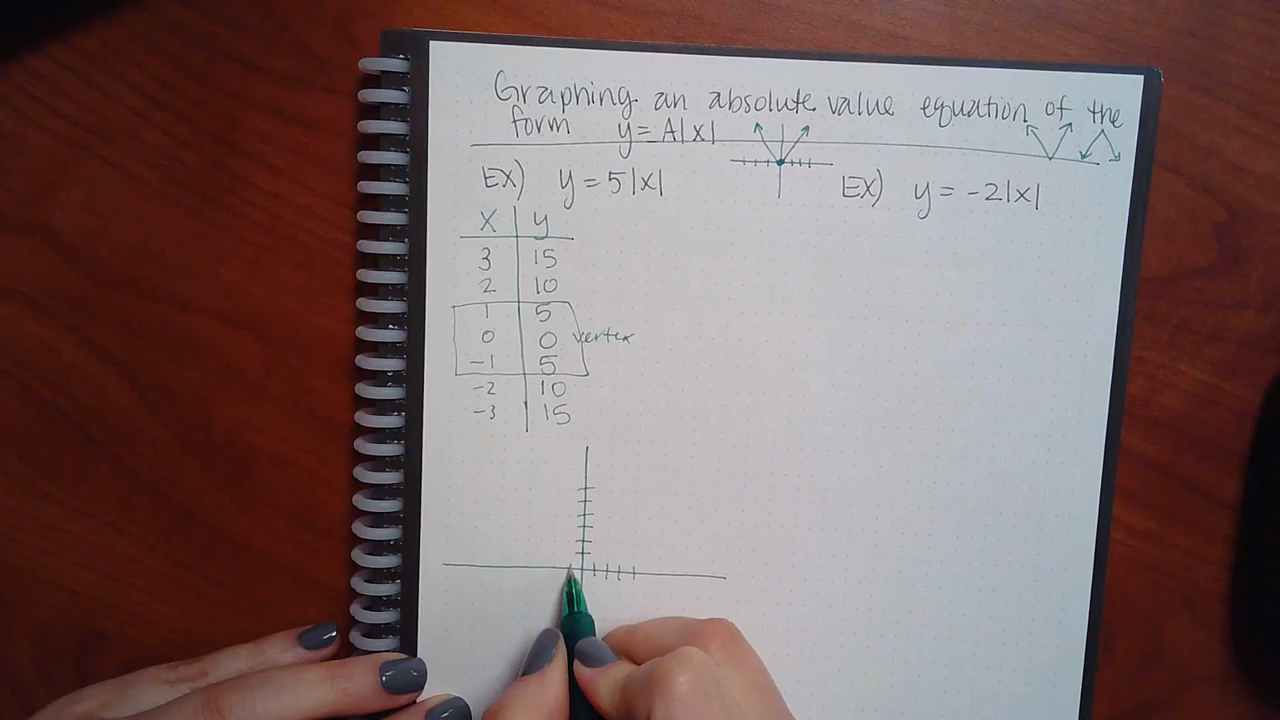 Graphing an absolute value equation of the
form y = A|x|
EX) y = 5|x|
EX) y = -2|x|
x y
3 15
2 10
1 5
0 0 vertex
-1 5
-2 10
-3 15